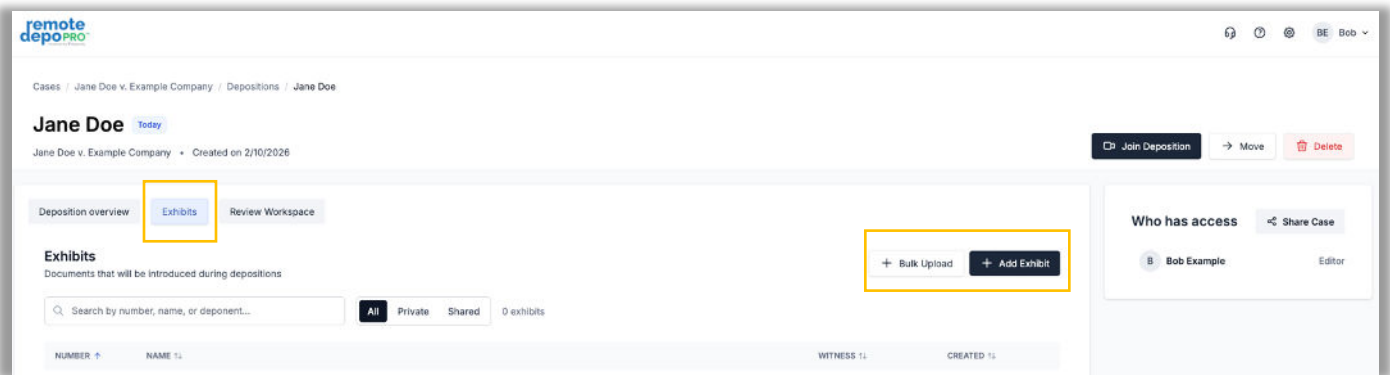 remote
depoPRO
BE Bob
Cases / Jane Doe v. Example Company / Depositions / Jane Doe
Jane Doe Today
Jane Doe v. Example Company • Created on 2/10/2026
Join Deposition → Move Delete
Deposition overview Exhibits Review Workspace
Exhibits
Documents that will be introduced during depositions
+ Bulk Upload + Add Exhibit
Search by number, name, or deponent...
All Private Shared 0 exhibits
NUMBER ↑ NAME ↑↓ WITNESS ↑↓ CREATED ↑↓
Who has access Share Case
B Bob Example Editor